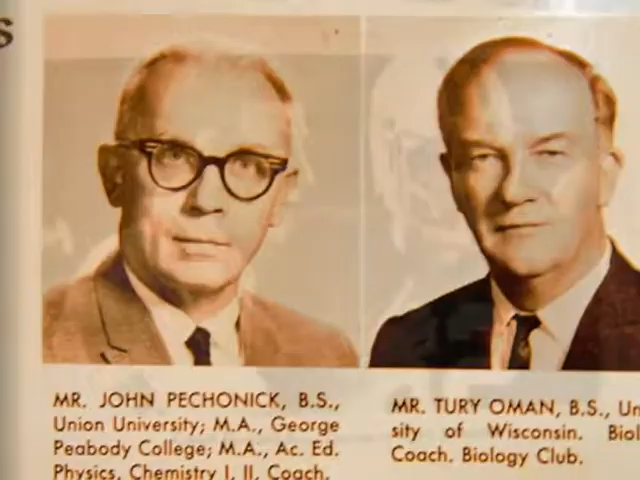 s
MR. JOHN PECHONICK, B.S.,
Union University; M.A., George
Peabody College; M.A., Ac. Ed.
Physics, Chemistry I, II, Coach.
MR. TURY OMAN, B.S., Un
sity of Wisconsin. Biol
Coach. Biology Club.